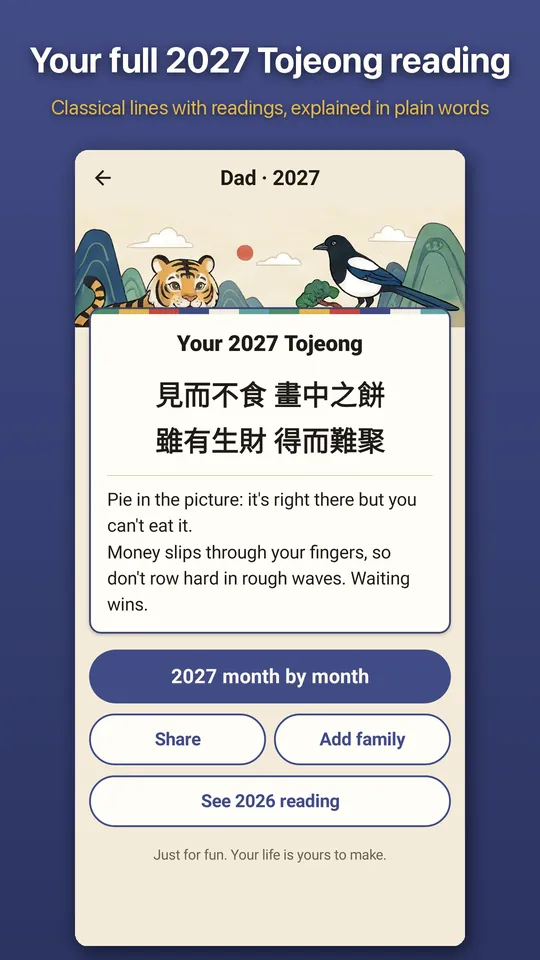 Your full 2027 Tojeong reading
Classical lines with readings, explained in plain words
Dad · 2027
Your 2027 Tojeong
見而不食 畫中之餅
雖有生財 得而難聚
Pie in the picture: it's right there but you
can't eat it.
Money slips through your fingers, so
don't row hard in rough waves. Waiting
wins.
2027 month by month
Share
Add family
See 2026 reading
Just for fun. Your life is yours to make.